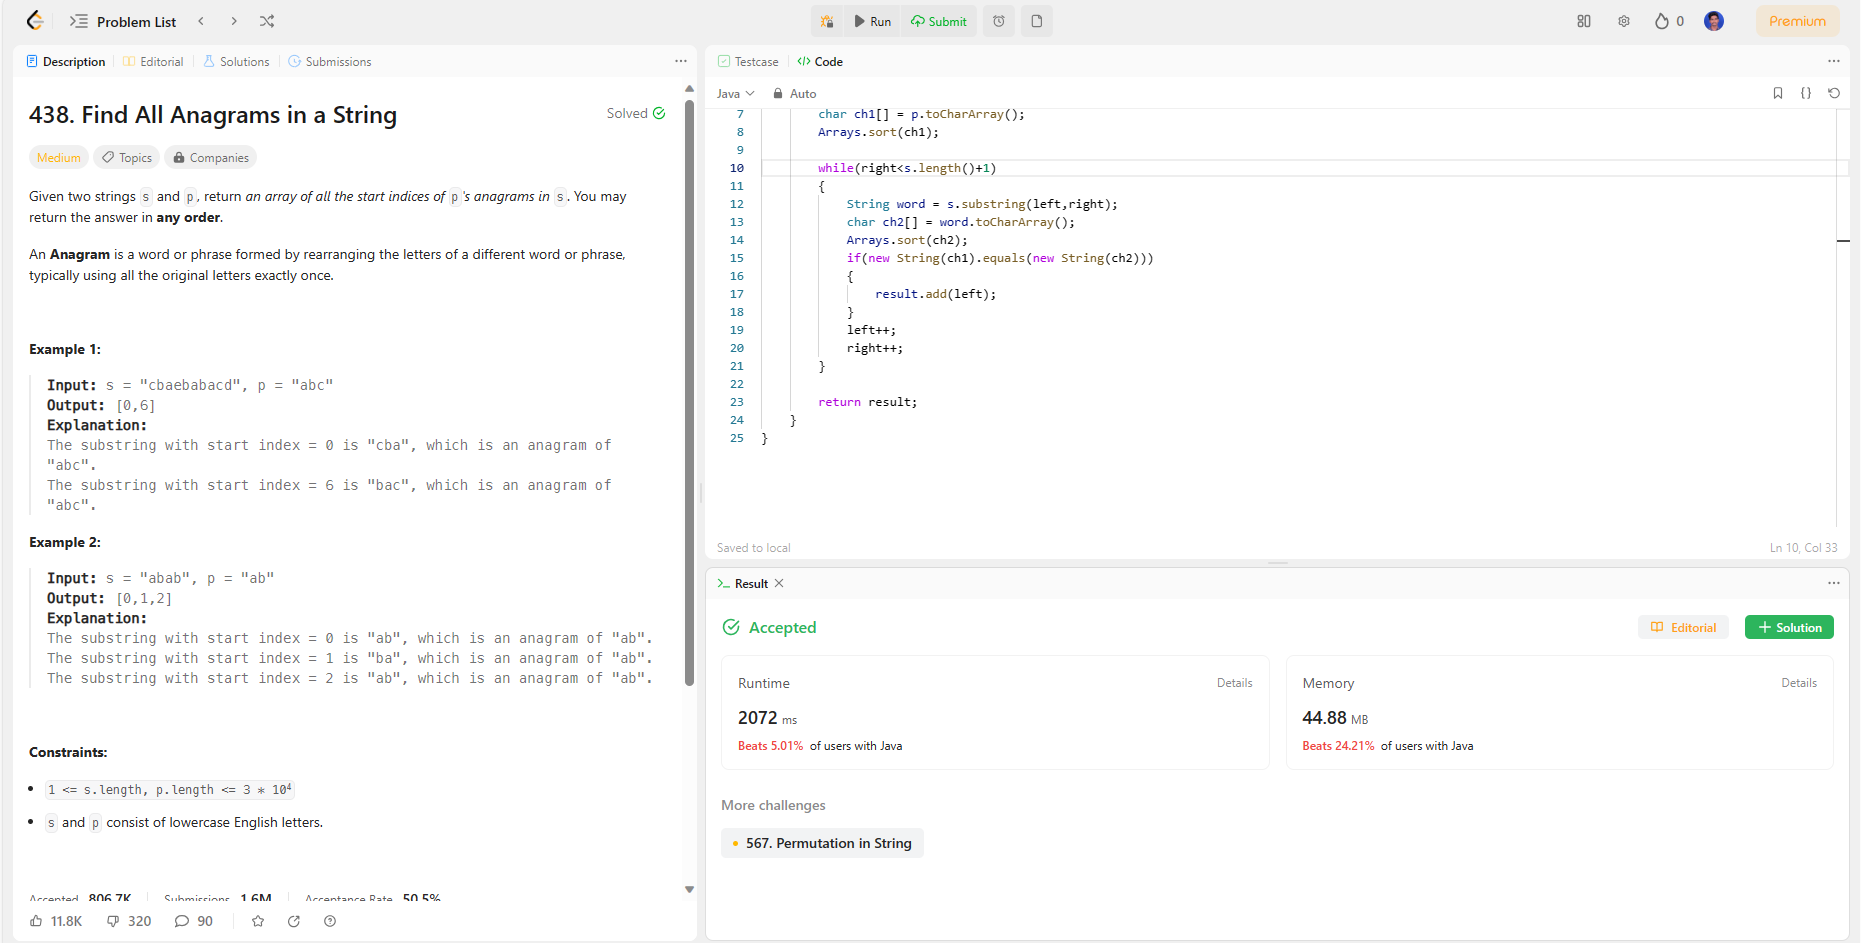 Problem List
Run
Submit
0
Premium
Description
Editorial
Solutions
Submissions
438. Find All Anagrams in a String
Solved
Medium
Topics
Companies
Given two strings s and p, return an array of all the start indices of p's anagrams in s. You may
return the answer in any order.
An Anagram is a word or phrase formed by rearranging the letters of a different word or phrase,
typically using all the original letters exactly once.
Example 1:
Input: s = "cbaebabacd", p = "abc"
Output: [0,6]
Explanation:
The substring with start index = 0 is "cba", which is an anagram of
"abc".
The substring with start index = 6 is "bac", which is an anagram of
"abc".
Example 2:
Input: s = "abab", p = "ab"
Output: [0,1,2]
Explanation:
The substring with start index = 0 is "ab", which is an anagram of "ab".
The substring with start index = 1 is "ba", which is an anagram of "ab".
The substring with start index = 2 is "ab", which is an anagram of "ab".
Constraints:
1 <= s.length, p.length <= 3 * 10⁴
s and p consist of lowercase English letters.
Accepted 806.7K
Submissions 1.6M
Acceptance Rate 50.5%
11.8K
320
90
Testcase
</> Code
Java
Auto
{}
7 char ch1[] = p.toCharArray();
8 Arrays.sort(ch1);
9
10 while(right<s.length()+1)
11 {
12 String word = s.substring(left,right);
13 char ch2[] = word.toCharArray();
14 Arrays.sort(ch2);
15 if(new String(ch1).equals(new String(ch2)))
16 {
17 result.add(left);
18 }
19 left++;
20 right++;
21 }
22
23 return result;
24 }
25 }
Saved to local
Ln 10, Col 33
>_ Result
Accepted
Editorial
+ Solution
Runtime
Details
2072 ms
Beats 5.01% of users with Java
Memory
Details
44.88 MB
Beats 24.21% of users with Java
More challenges
567. Permutation in String